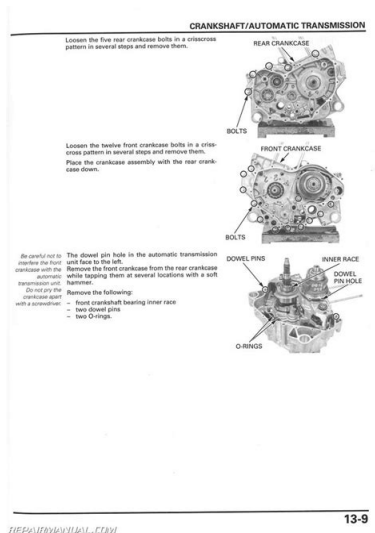 CRANKSHAFT/AUTOMATIC TRANSMISSION
Loosen the five rear crankcase bolts in a crisscross
pattern in several steps and remove them.
REAR CRANKCASE
BOLTS
Loosen the twelve front crankcase bolts in a criss-
cross pattern in several steps and remove them.
Place the crankcase assembly with the rear crank-
case down.
FRONT CRANKCASE
BOLTS
Be careful not to
interfere the front
crankcase with the
automatic
transmission unit.
Do not pry the
crankcase apart
with a screwdriver.
The dowel pin hole in the automatic transmission
unit face to the left.
Remove the front crankcase from the rear crankcase
while tapping them at several locations with a soft
hammer.
Remove the following:
– front crankshaft bearing inner race
– two dowel pins
– two O-rings.
DOWEL PINS
INNER RACE
DOWEL
PIN HOLE
O-RINGS
13-9
REPAIRMANUAL.COM